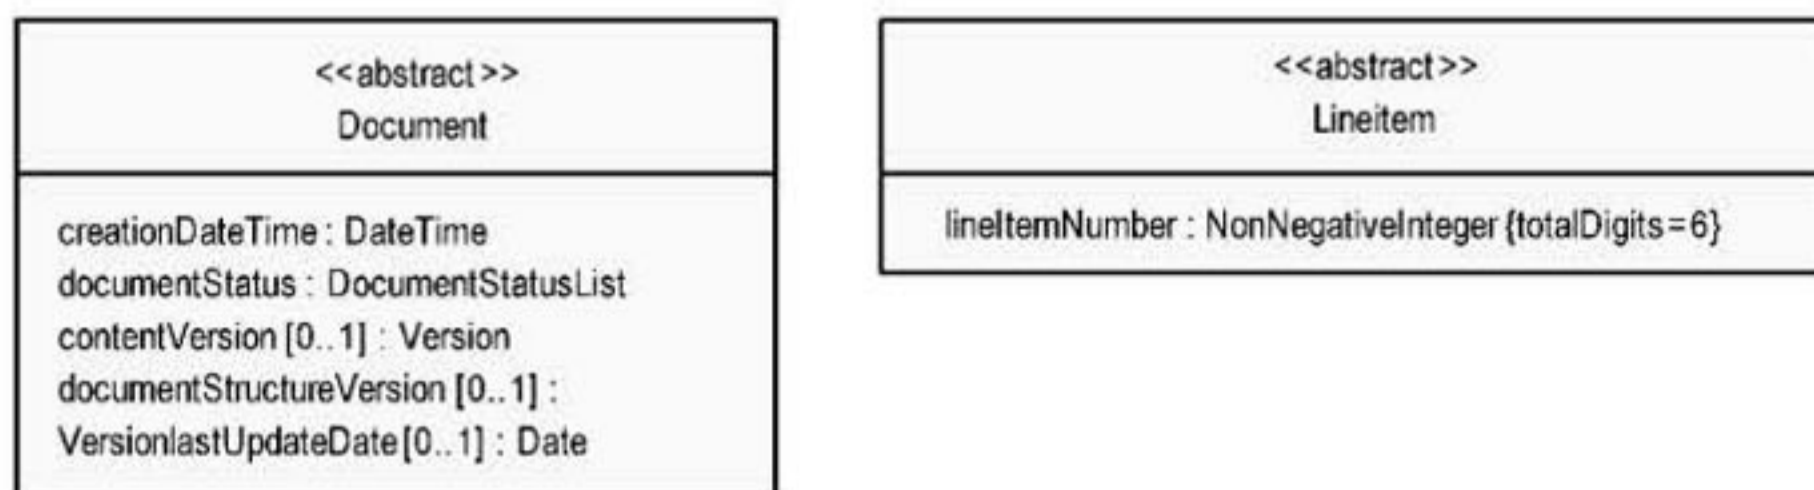 <<abstract>>
Document
creationDateTime : DateTime
documentStatus : DocumentStatusList
contentVersion [0..1] : Version
documentStructureVersion [0..1] :
VersionlastUpdateDate [0..1] : Date
<<abstract>>
Lineitem
lineItemNumber : NonNegativeInteger {totalDigits=6}